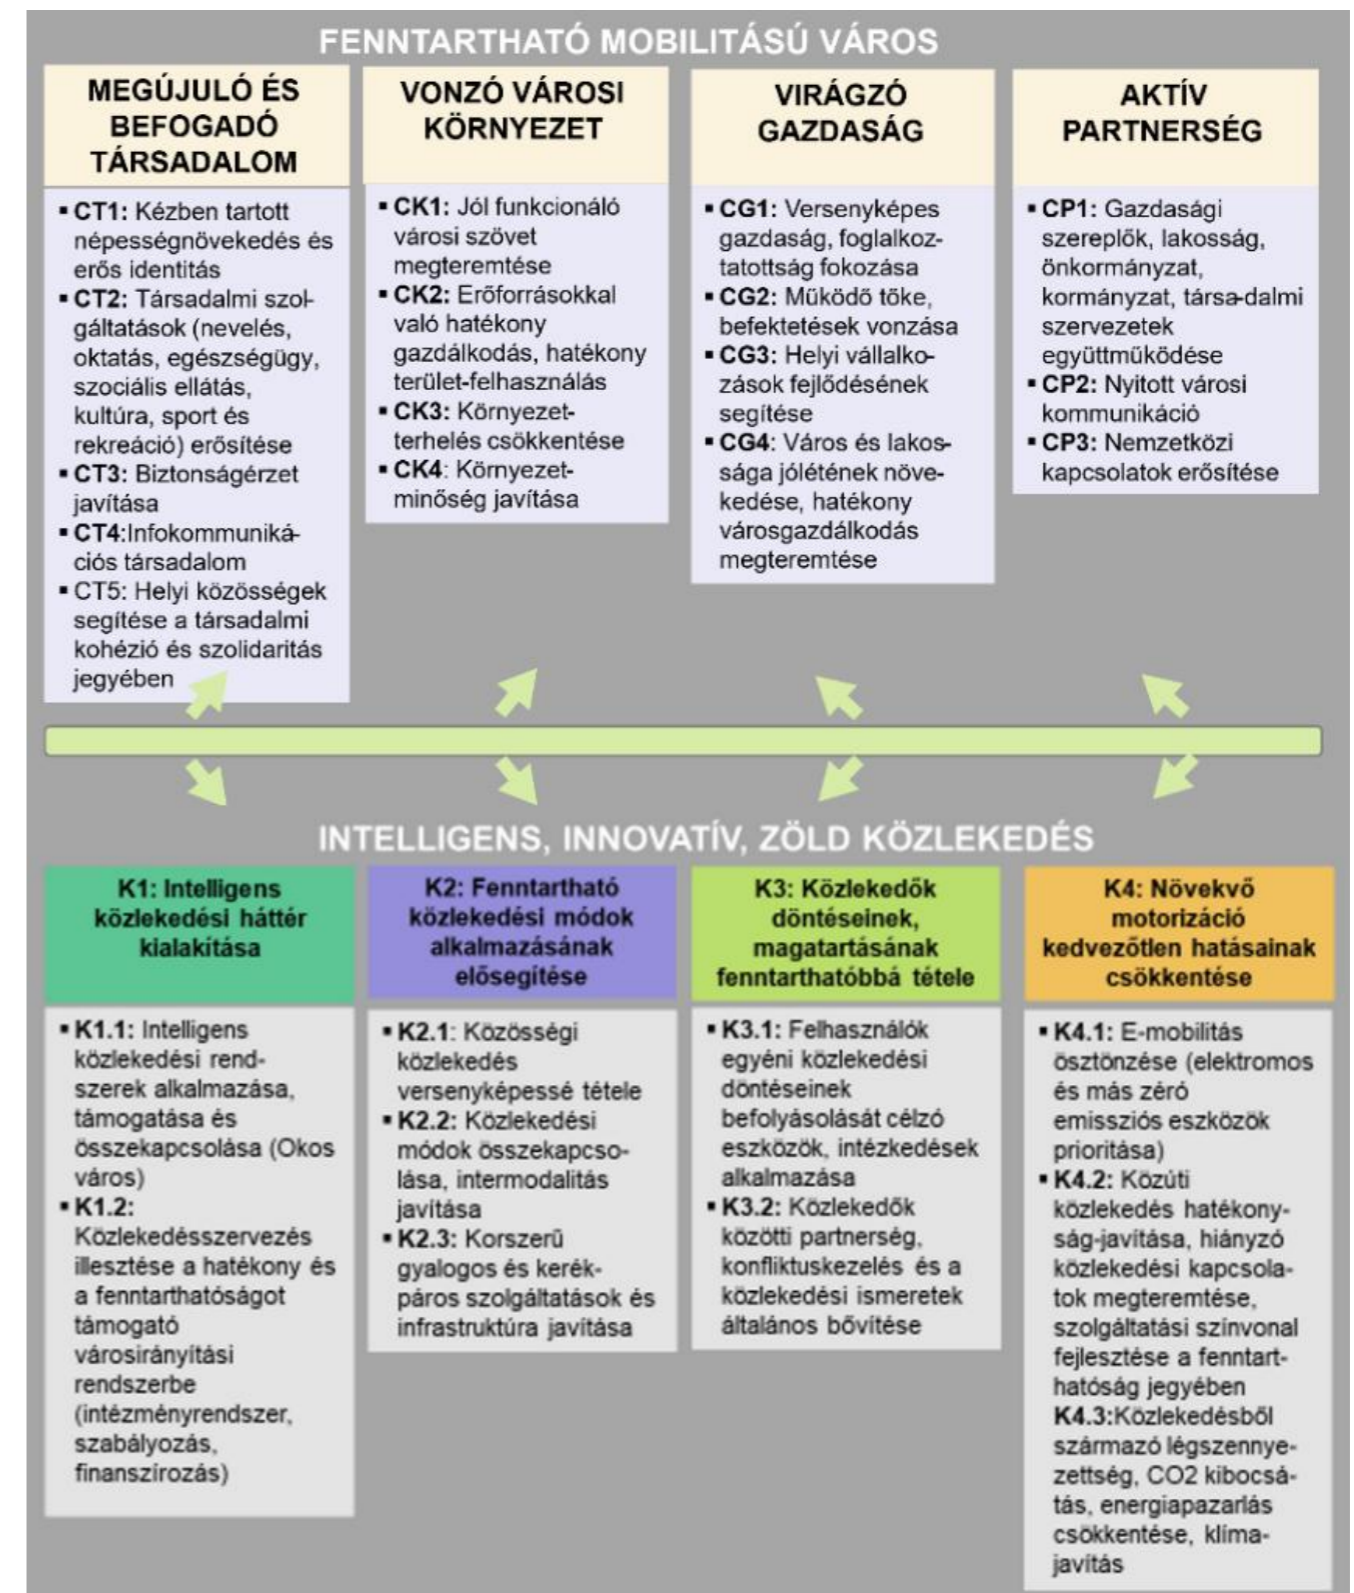 FENNTARTHATÓ MOBILITÁSÚ VÁROS
MEGÚJULÓ ÉS
BEFOGADÓ
TÁRSADALOM
▪ CT1: Kézben tartott
népességnövekedés és
erős identitás
▪ CT2: Társadalmi szol-
gáltatások (nevelés,
oktatás, egészségügy,
szociális ellátás,
kultúra, sport és
rekreáció) erősítése
▪ CT3: Biztonságérzet
javítása
▪ CT4:Infokommuniká-
ciós társadalom
▪ CT5: Helyi közösségek
segítése a társadalmi
kohézió és szolidaritás
jegyében
VONZÓ VÁROSI
KÖRNYEZET
▪ CK1: Jól funkcionáló
városi szövet
megteremtése
▪ CK2: Erőforrásokkal
való hatékony
gazdálkodás, hatékony
terület-felhasználás
▪ CK3: Környezet-
terhelés csökkentése
▪ CK4: Környezet-
minőség javítása
VIRÁGZÓ
GAZDASÁG
▪ CG1: Versenyképes
gazdaság, foglalkoz-
tatottság fokozása
▪ CG2: Működő tőke,
befektetések vonzása
▪ CG3: Helyi vállalko-
zások fejlődésének
segítése
▪ CG4: Város és lakos-
sága jólétének növe-
kedése, hatékony
városgazdálkodás
megteremtése
AKTÍV
PARTNERSÉG
▪ CP1: Gazdasági
szereplők, lakosság,
önkormányzat,
kormányzat, társa-dalmi
szervezetek
együttműködése
▪ CP2: Nyitott városi
kommunikáció
▪ CP3: Nemzetközi
kapcsolatok erősítése
INTELLIGENS, INNOVATÍV, ZÖLD KÖZLEKEDÉS
K1: Intelligens
közlekedési háttér
kialakítása
▪ K1.1: Intelligens
közlekedési rend-
szerek alkalmazása,
támogatása és
összekapcsolása (Okos
város)
▪ K1.2:
Közlekedésszervezés
illesztése a hatékony és
a fenntarthatóságot
támogató
városirányítási
rendszerbe
(intézményrendszer,
szabályozás,
finanszírozás)
K2: Fenntartható
közlekedési módok
alkalmazásának
elősegítése
▪ K2.1: Közösségi
közlekedés
versenyképessé tétele
▪ K2.2: Közlekedési
módok összekapcso-
lása, intermodalitás
javítása
▪ K2.3: Korszerű
gyalogos és kerék-
páros szolgáltatások és
infrastruktúra javítása
K3: Közlekedők
döntéseinek,
magatartásának
fenntarthatóbbá tétele
▪ K3.1: Felhasználók
egyéni közlekedési
döntéseinek
befolyásolását célzó
eszközök, intézkedések
alkalmazása
▪ K3.2: Közlekedők
közötti partnerség,
konfliktuskezelés és a
közlekedési ismeretek
általános bővítése
K4: Növekvő
motorizáció
kedvezőtlen hatásainak
csökkentése
▪ K4.1: E-mobilitás
ösztönzése (elektromos
és más zéró
emissziós eszközök
prioritása)
▪ K4.2: Közúti
közlekedés hatékony-
ság-javítása, hiányzó
közlekedési kapcsola-
tok megteremtése,
szolgáltatási színvonal
fejlesztése a fenntart-
hatóság jegyében
K4.3:Közlekedésből
származó légszennye-
zettség, CO2 kibocsá-
tás, energiapazarlás
csökkentése, klíma-
javítás